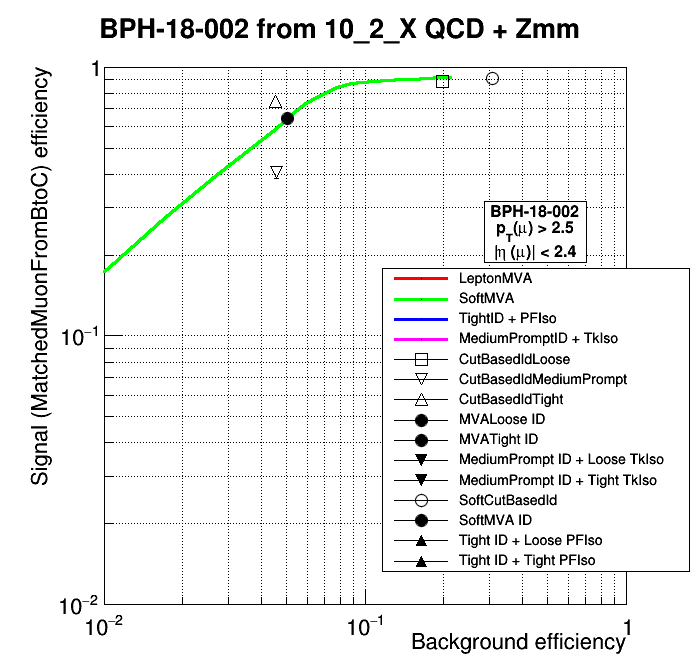 BPH-18-002 from 10_2_X QCD + Zmm
Signal (MatchedMuonFromBtoC) efficiency
1
10⁻¹
10⁻²
BPH-18-002
p_T(μ) > 2.5
|η (μ)| < 2.4
LeptonMVA
SoftMVA
TightID + PFIso
MediumPromptID + TkIso
CutBasedIdLoose
CutBasedIdMediumPrompt
CutBasedIdTight
MVALoose ID
MVATight ID
MediumPrompt ID + Loose TkIso
MediumPrompt ID + Tight TkIso
SoftCutBasedId
SoftMVA ID
Tight ID + Loose PFIso
Tight ID + Tight PFIso
10⁻² 10⁻¹ 1
Background efficiency